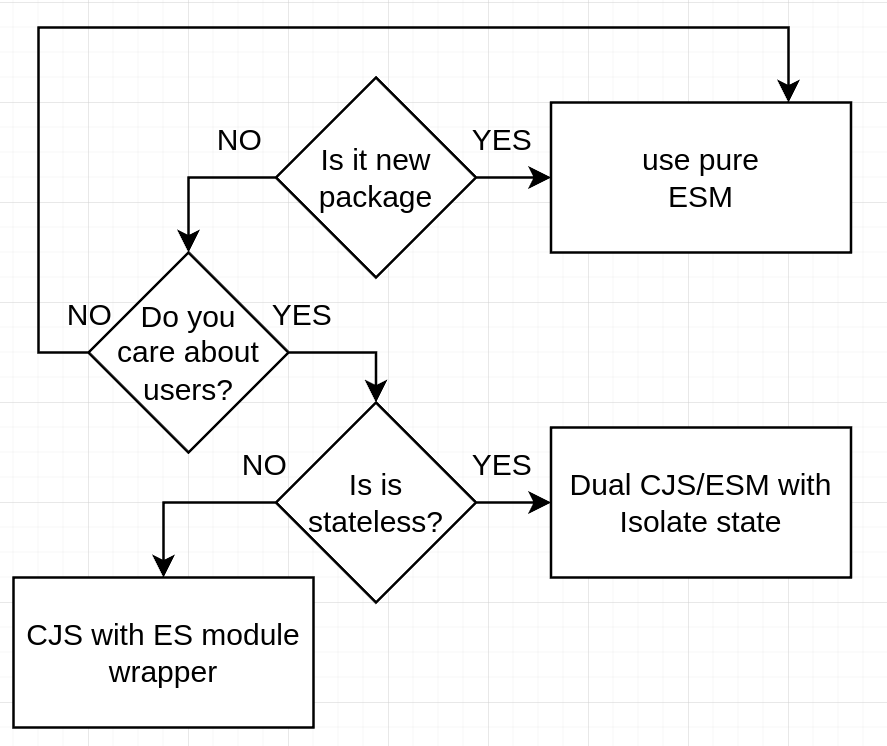 NO
Is it new
package
YES
use pure
ESM
NO
Do you
care about
users?
YES
NO
Is is
stateless?
YES
Dual CJS/ESM with
Isolate state
CJS with ES module
wrapper